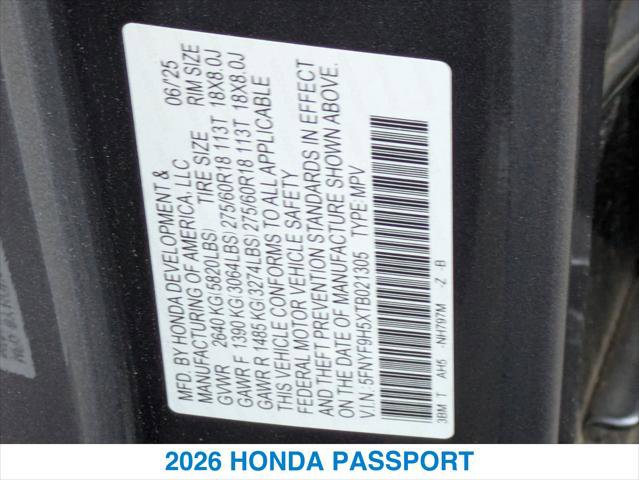 MFD. BY HONDA DEVELOPMENT & 06/25
MANUFACTURING OF AMERICA, LLC
GVWR 2640 KG(5820LBS) TIRE SIZE RIM SIZE
GAWR F 1390 KG(3064LBS) 275/60R18 113T 18X8.0J
GAWR R 1485 KG(3274LBS) 275/60R18 113T 18X8.0J
THIS VEHICLE CONFORMS TO ALL APPLICABLE
FEDERAL MOTOR VEHICLE SAFETY
AND THEFT PREVENTION STANDARDS IN EFFECT
ON THE DATE OF MANUFACTURE SHOWN ABOVE.
V.I.N: 5FNYF9H5XTB021305 TYPE:MPV
3BM T AH5 -NH797M -Z -B
2026 HONDA PASSPORT